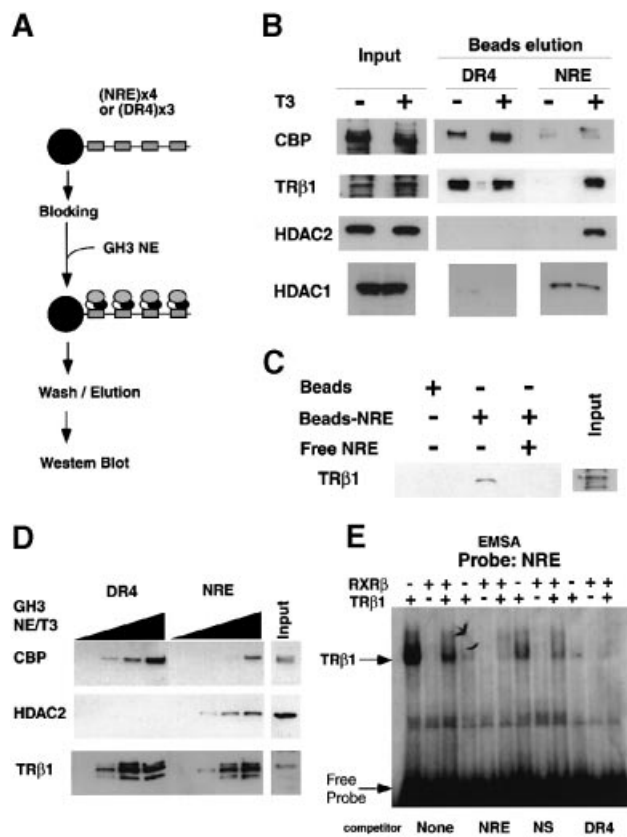 A
(NRE)x4
or (DR4)x3
Blocking
GH3 NE
Wash / Elution
Western Blot
B
Input
Beads elution
DR4
NRE
T3 - + - + - +
CBP
TRβ1
HDAC2
HDAC1
C
Beads + - -
Beads-NRE - + +
Free NRE - - +
Input
TRβ1
D
DR4
NRE
GH3
NE/T3
Input
CBP
HDAC2
TRβ1
E
EMSA
Probe: NRE
RXRβ - + + - + + - + + - + +
TRβ1 + - + + - + + - + + - +
TRβ1
Free
Probe
competitor None NRE NS DR4